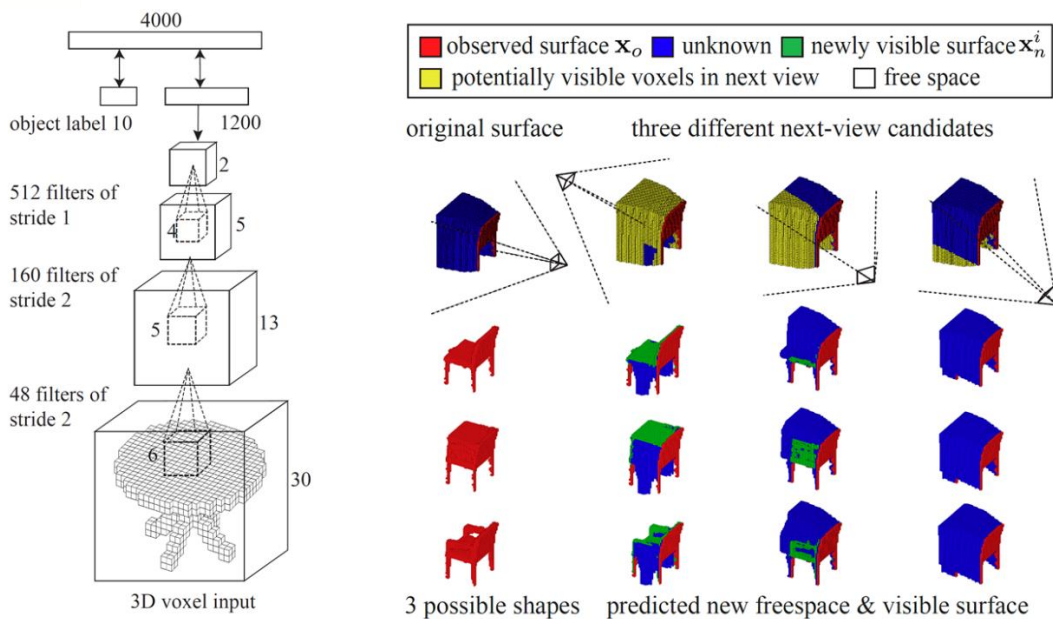 4000
object label 10
1200
2
512 filters of
stride 1
4
5
160 filters of
stride 2
5
13
48 filters of
stride 2
6
30
3D voxel input
observed surface x_o unknown newly visible surface x_n^i
potentially visible voxels in next view free space
original surface three different next-view candidates
3 possible shapes predicted new freespace & visible surface